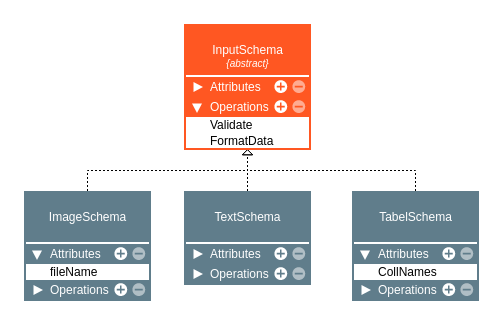 InputSchema
{abstract}
Attributes
Operations
Validate
FormatData
ImageSchema
Attributes
fileName
Operations
TextSchema
Attributes
Operations
TabelSchema
Attributes
CollNames
Operations